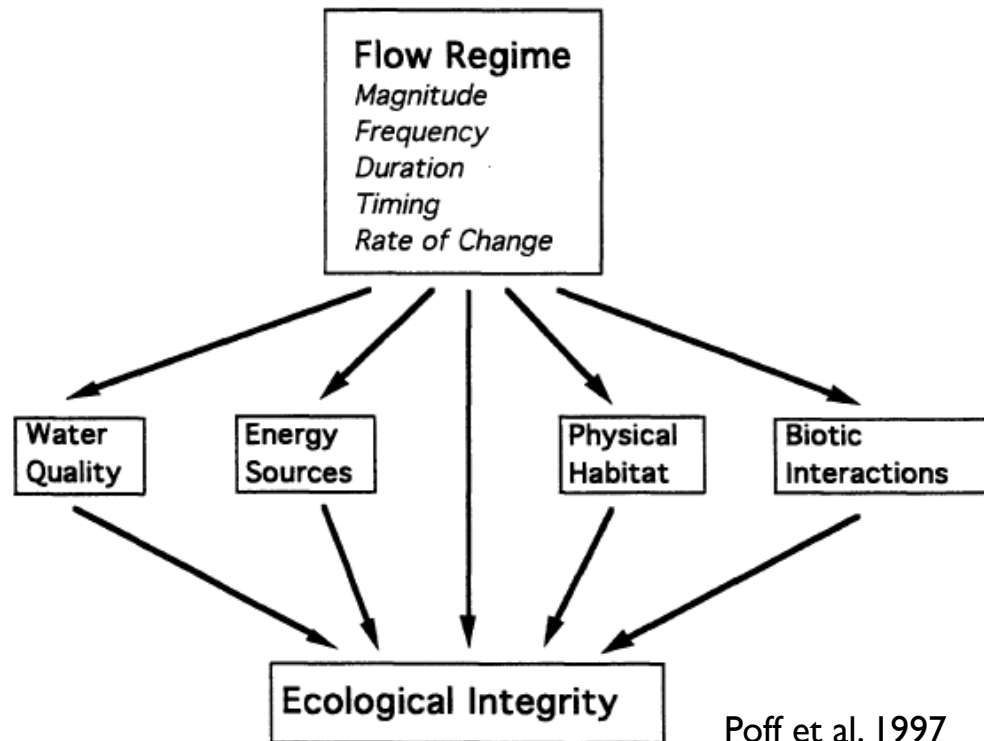 Flow Regime
Magnitude
Frequency
Duration
Timing
Rate of Change
Water
Quality
Energy
Sources
Physical
Habitat
Biotic
Interactions
Ecological Integrity
Poff et al. 1997